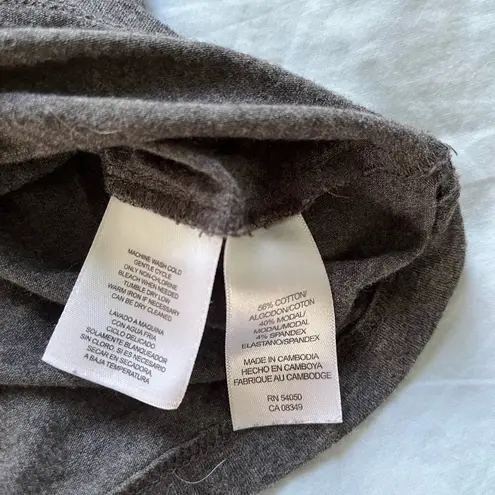 MACHINE WASH COLD
GENTLE CYCLE
ONLY NON-CHLORINE
BLEACH WHEN NEEDED
TUMBLE DRY LOW
WARM IRON IF NECESSARY
CAN BE DRY CLEANED
LAVADO A MAQUINA
CON AGUA FRIA
CICLO DELICADO
SOLAMENTE BLANQUEADOR
SIN CLORO, SI ES NECESARIO
SEGAR EN SECADORA
A BAJA TEMPERATURA
56% COTTON/
ALGODON/COTON
40% MODAL/
MODAL/MODAL
4% SPANDEX
ELASTANO/SPANDEX
MADE IN CAMBODIA
HECHO EN CAMBOYA
FABRIQUE AU CAMBODGE
RN 54050
CA 08349